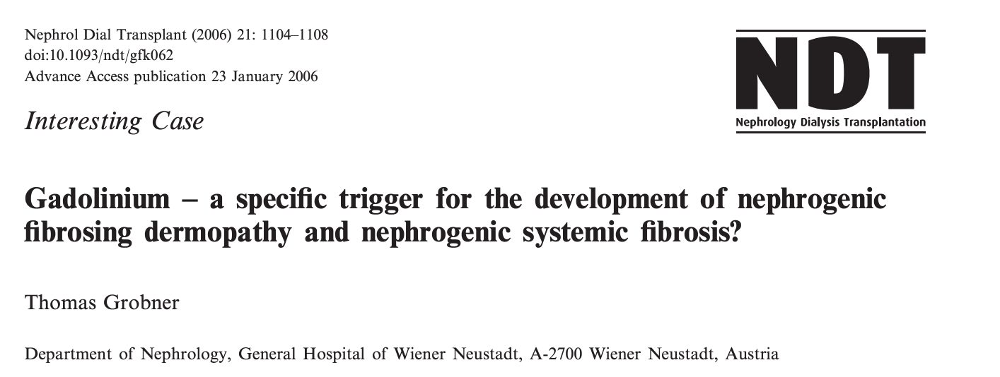 Nephrol Dial Transplant (2006) 21: 1104–1108
doi:10.1093/ndt/gfk062
Advance Access publication 23 January 2006
Interesting Case
NDT
Nephrology Dialysis Transplantation
Gadolinium – a specific trigger for the development of nephrogenic
fibrosing dermopathy and nephrogenic systemic fibrosis?
Thomas Grobner
Department of Nephrology, General Hospital of Wiener Neustadt, A-2700 Wiener Neustadt, Austria